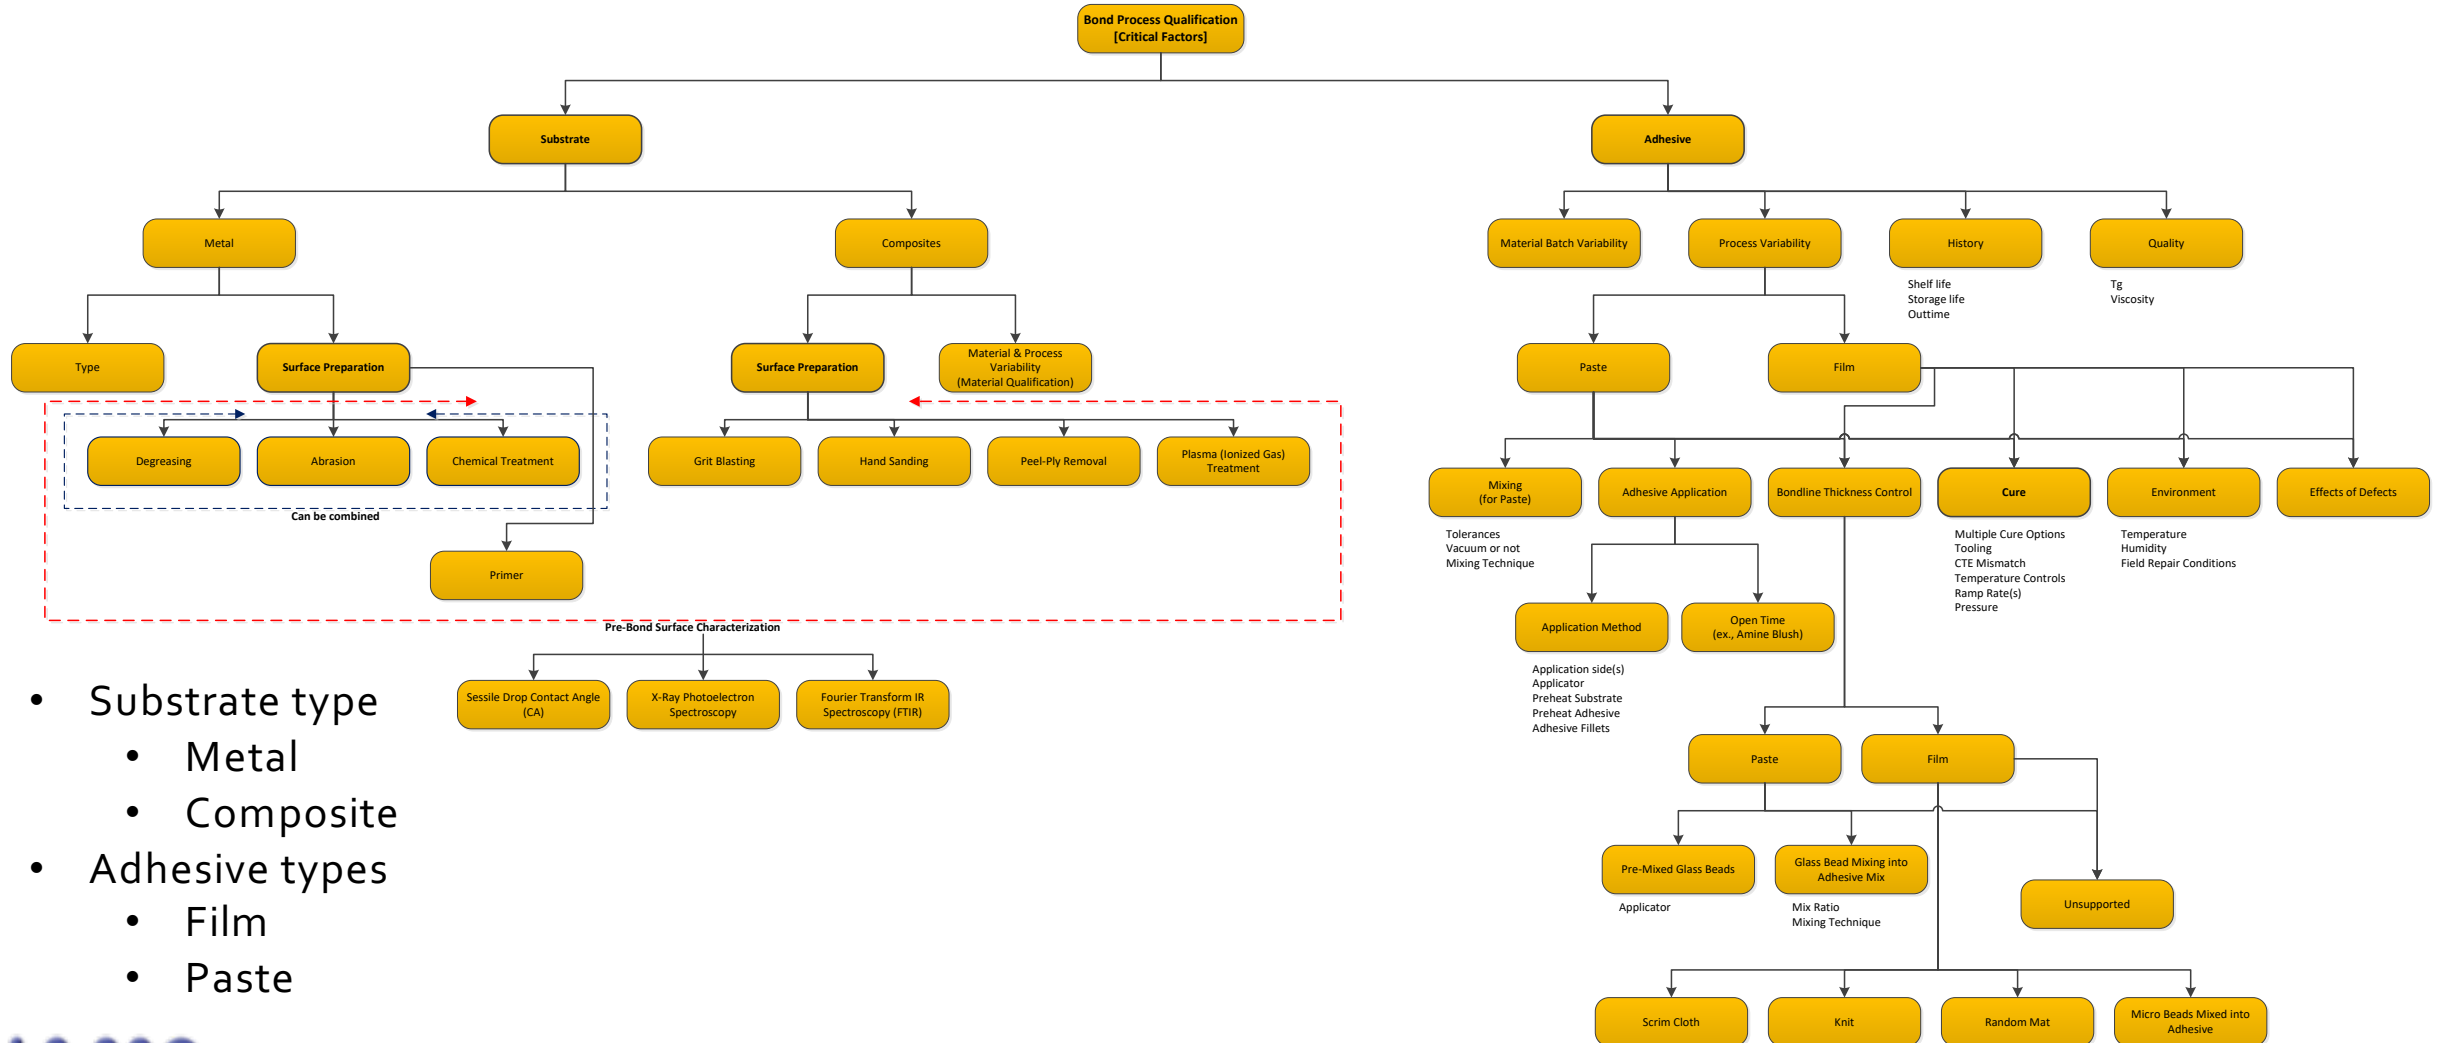 Bond Process Qualification
[Critical Factors]
Substrate
Adhesive
Metal
Composites
Material Batch Variability
Process Variability
History
Quality
Shelf life
Storage life
Outtime
Tg
Viscosity
Type
Surface Preparation
Surface Preparation
Material & Process
Variability
(Material Qualification)
Paste
Film
Degreasing
Abrasion
Chemical Treatment
Can be combined
Primer
Grit Blasting
Hand Sanding
Peel-Ply Removal
Plasma (Ionized Gas)
Treatment
Pre-Bond Surface Characterization
Sessile Drop Contact Angle
(CA)
X-Ray Photoelectron
Spectroscopy
Fourier Transform IR
Spectroscopy (FTIR)
Mixing
(for Paste)
Adhesive Application
Bondline Thickness Control
Cure
Environment
Effects of Defects
Tolerances
Vacuum or not
Mixing Technique
Multiple Cure Options
Tooling
CTE Mismatch
Temperature Controls
Ramp Rate(s)
Pressure
Temperature
Humidity
Field Repair Conditions
Application Method
Open Time
(ex., Amine Blush)
Application side(s)
Applicator
Preheat Substrate
Preheat Adhesive
Adhesive Fillets
Paste
Film
Pre-Mixed Glass Beads
Glass Bead Mixing into
Adhesive Mix
Unsupported
Applicator
Mix Ratio
Mixing Technique
Scrim Cloth
Knit
Random Mat
Micro Beads Mixed into
Adhesive
• Substrate type
• Metal
• Composite
• Adhesive types
• Film
• Paste